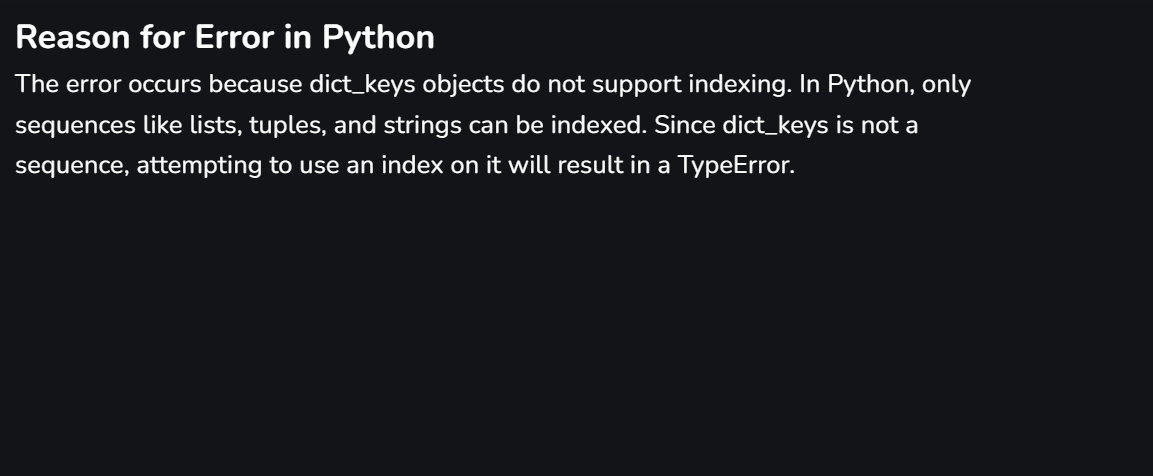 Reason for Error in Python
The error occurs because dict_keys objects do not support indexing. In Python, only
sequences like lists, tuples, and strings can be indexed. Since dict_keys is not a
sequence, attempting to use an index on it will result in a TypeError.